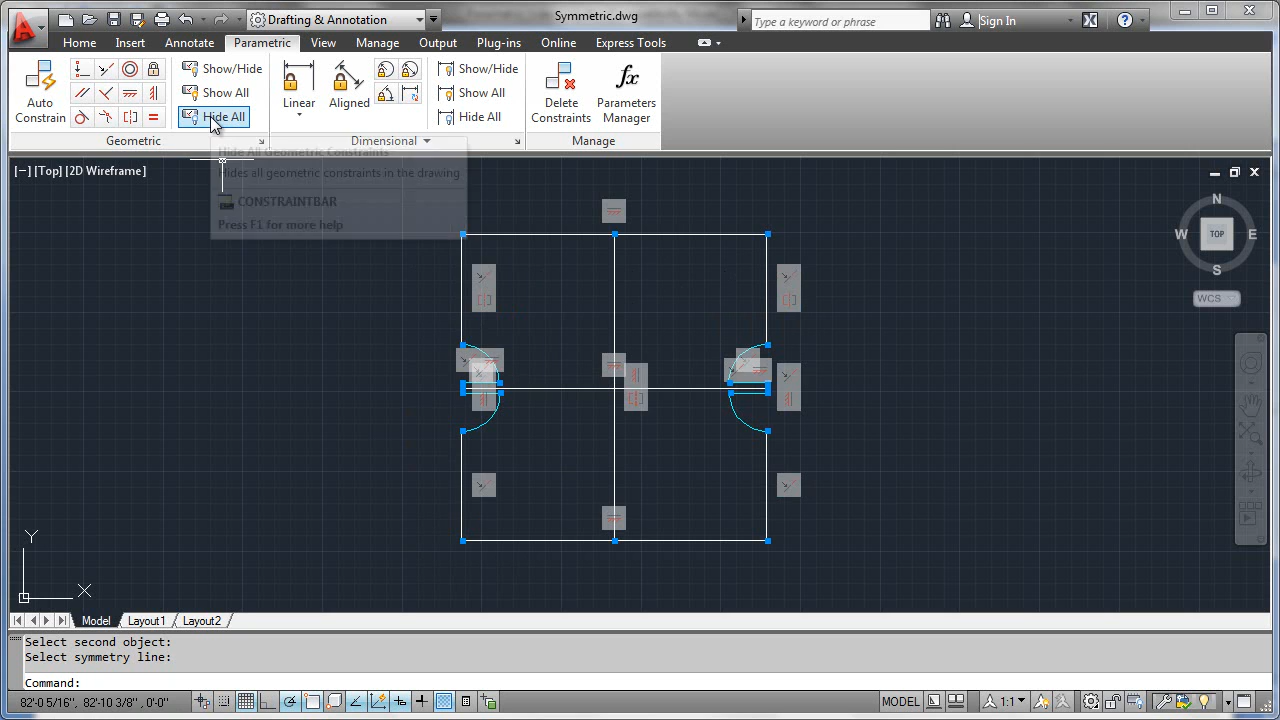 Drafting & Annotation
Symmetric.dwg
Type a keyword or phrase
Sign In
Home Insert Annotate Parametric View Manage Output Plug-ins Online Express Tools
Auto Constrain
Show/Hide
Show All
Hide All
Geometric
Linear
Aligned
Show/Hide
Show All
Hide All
Dimensional
Delete Constraints
fx
Parameters Manager
Manage
Hide All Geometric Constraints
Hides all geometric constraints in the drawing
CONSTRAINTBAR
Press F1 for more help
[−] [Top] [2D Wireframe]
N
W TOP E
S
WCS
Y
X
Model Layout1 Layout2
Select second object:
Select symmetry line:
Command:
82'-0 5/16", 82'-10 3/8" , 0'-0"
MODEL
1:1